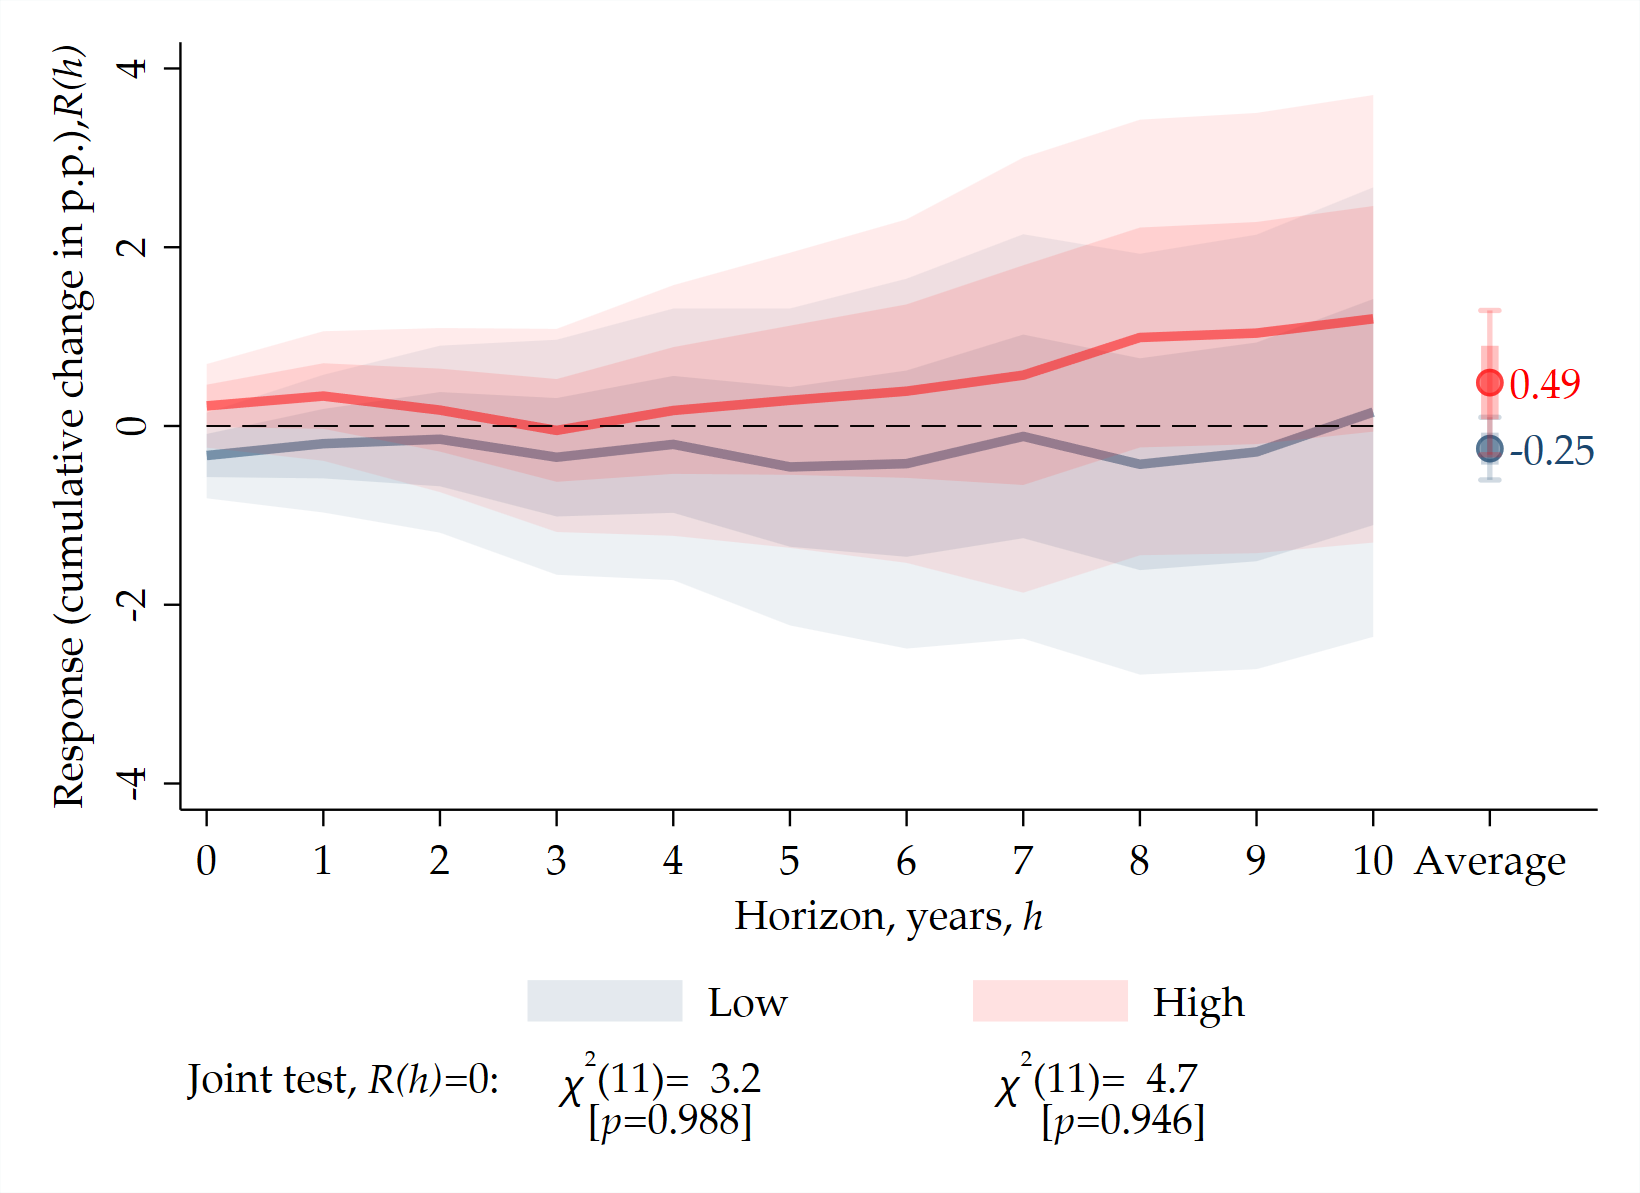 Response (cumulative change in p.p.),R(h)
4
2
0
-2
-4
0.49
-0.25
0 1 2 3 4 5 6 7 8 9 10 Average
Horizon, years, h
Low High
Joint test, R(h)=0: χ²(11)= 3.2 χ²(11)= 4.7
[p=0.988] [p=0.946]